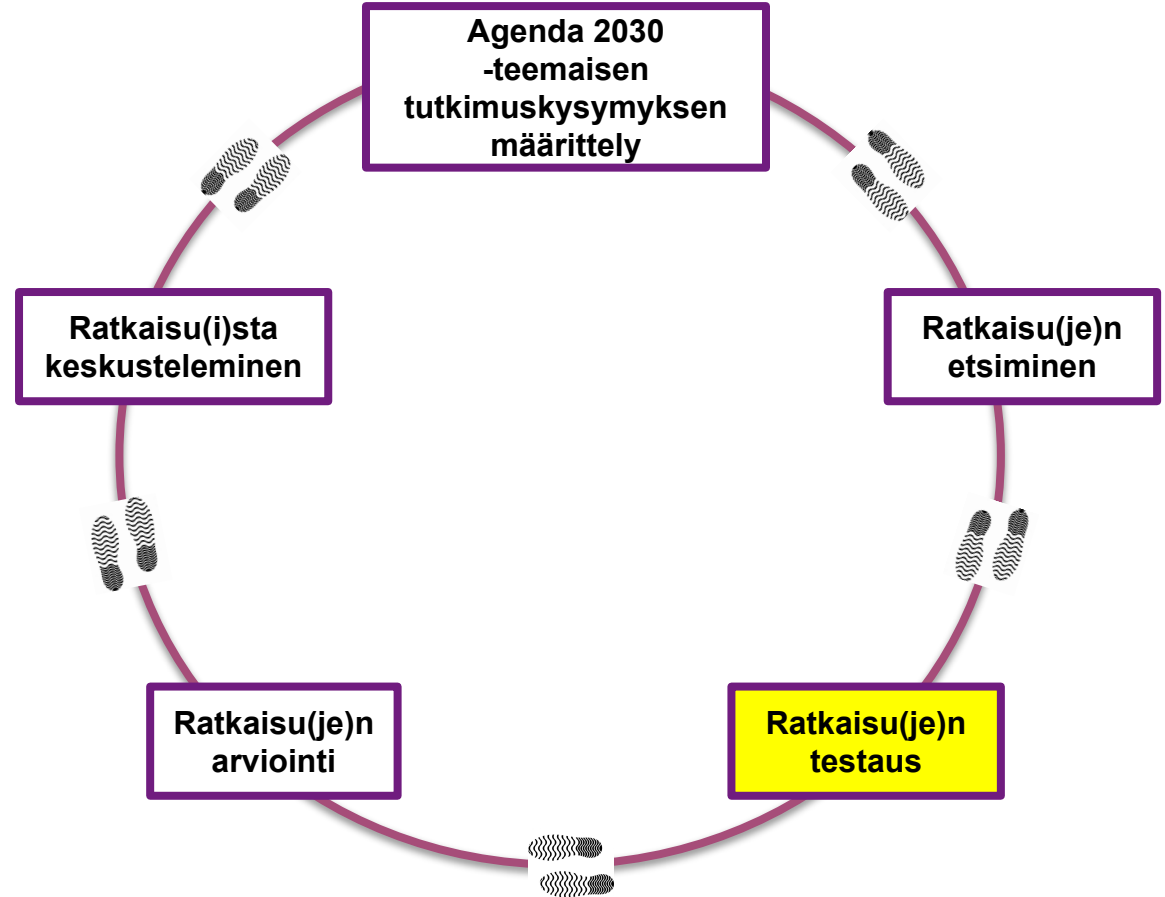 Agenda 2030
-teemaisen
tutkimuskysymyksen
määrittely
Ratkaisu(je)n
etsiminen
Ratkaisu(je)n
testaus
Ratkaisu(je)n
arviointi
Ratkaisu(i)sta
keskusteleminen